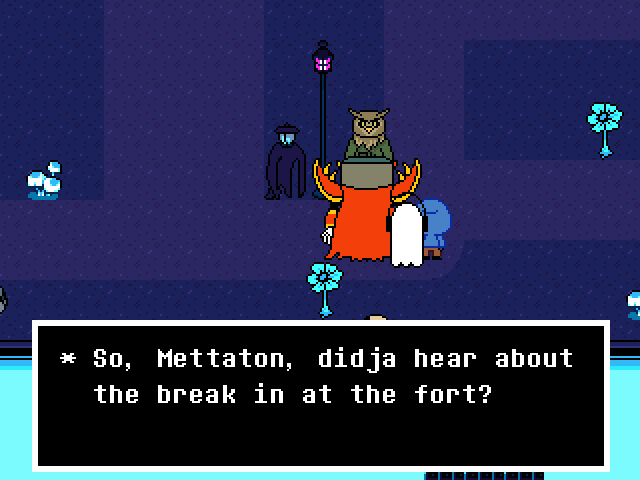 * So, Mettaton, didja hear about
the break in at the fort?